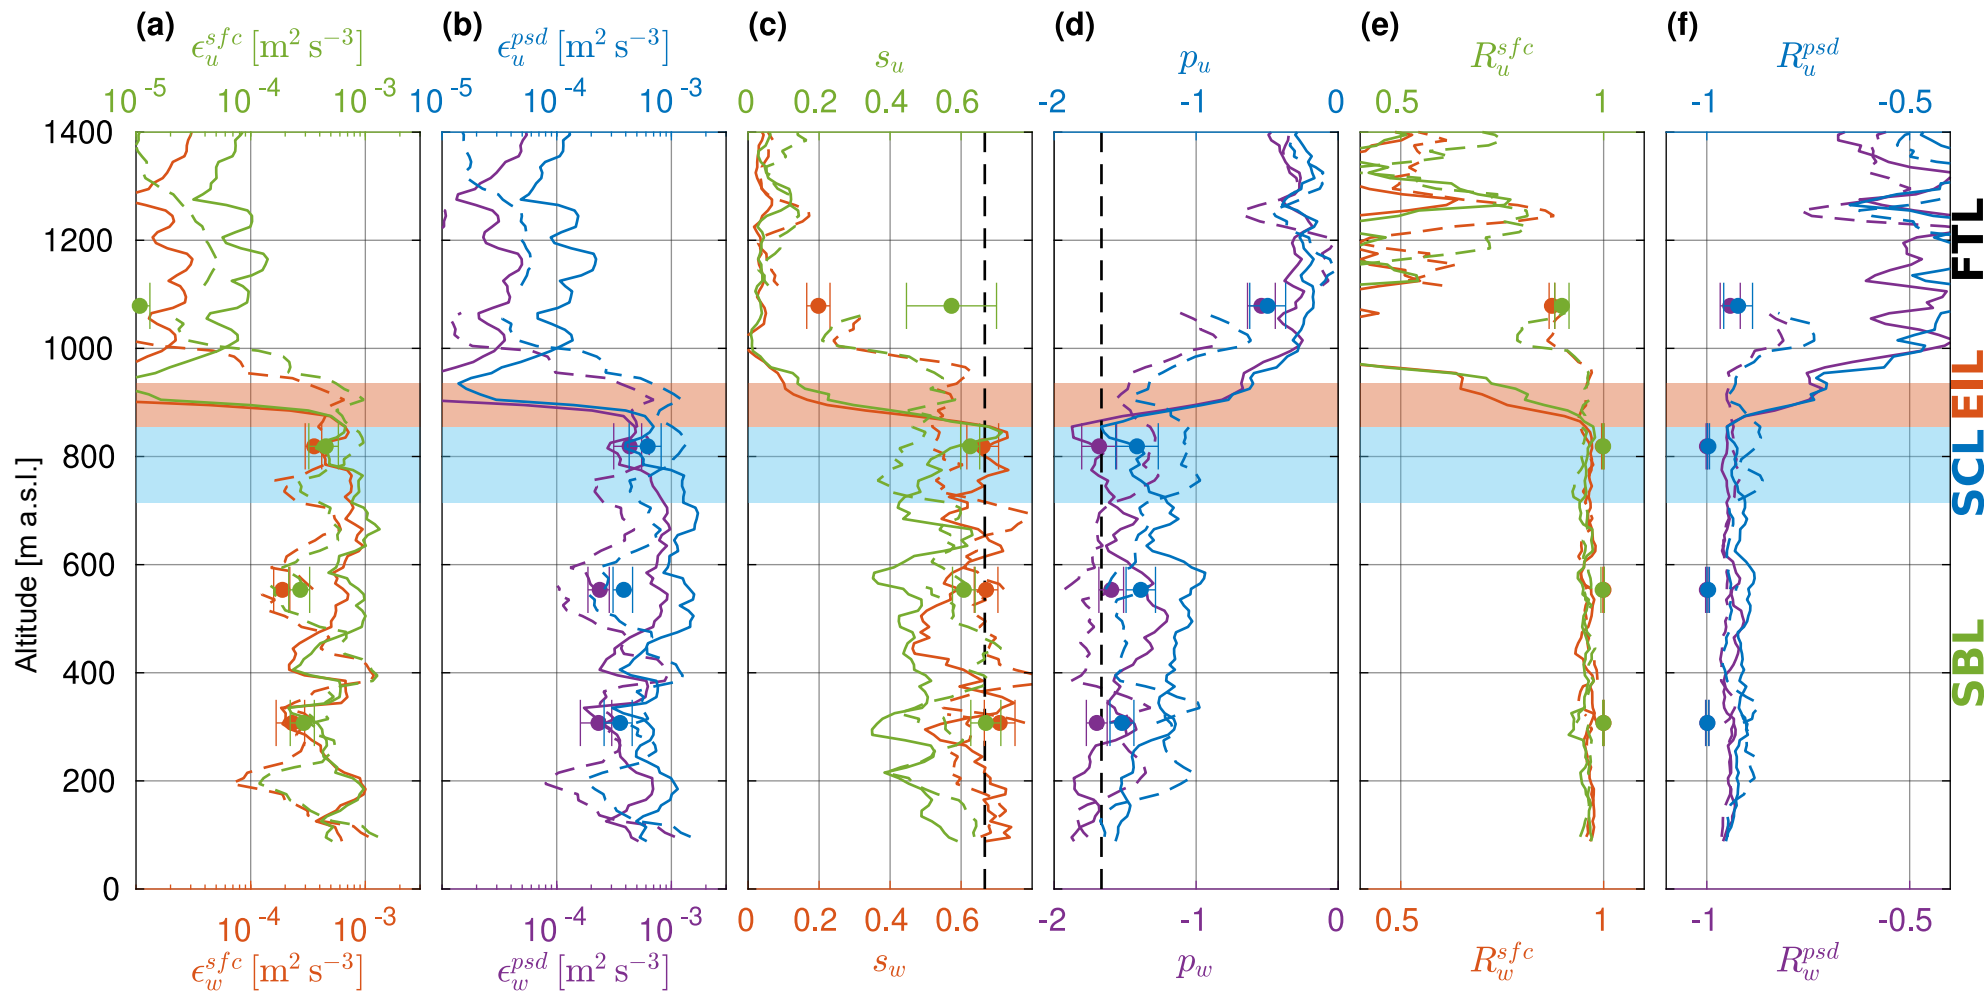 (a) (b) (c) (d) (e) (f)
ϵ_u^{sfc} [m² s⁻³] ϵ_u^{psd} [m² s⁻³] s_u p_u R_u^{sfc} R_u^{psd}
10⁻⁵ 10⁻⁴ 10⁻³ 10⁻⁵ 10⁻⁴ 10⁻³ 0 0.2 0.4 0.6 -2 -1 0 0.5 1 -1 -0.5
1400
1200
1000
800
600
400
200
0
Altitude [m a.s.l.]
FTL
EIL
SCL
SBL
10⁻⁴ 10⁻³ 10⁻⁴ 10⁻³ 0 0.2 0.4 0.6 -2 -1 0 0.5 1 -1 -0.5
ϵ_w^{sfc} [m² s⁻³] ϵ_w^{psd} [m² s⁻³] s_w p_w R_w^{sfc} R_w^{psd}